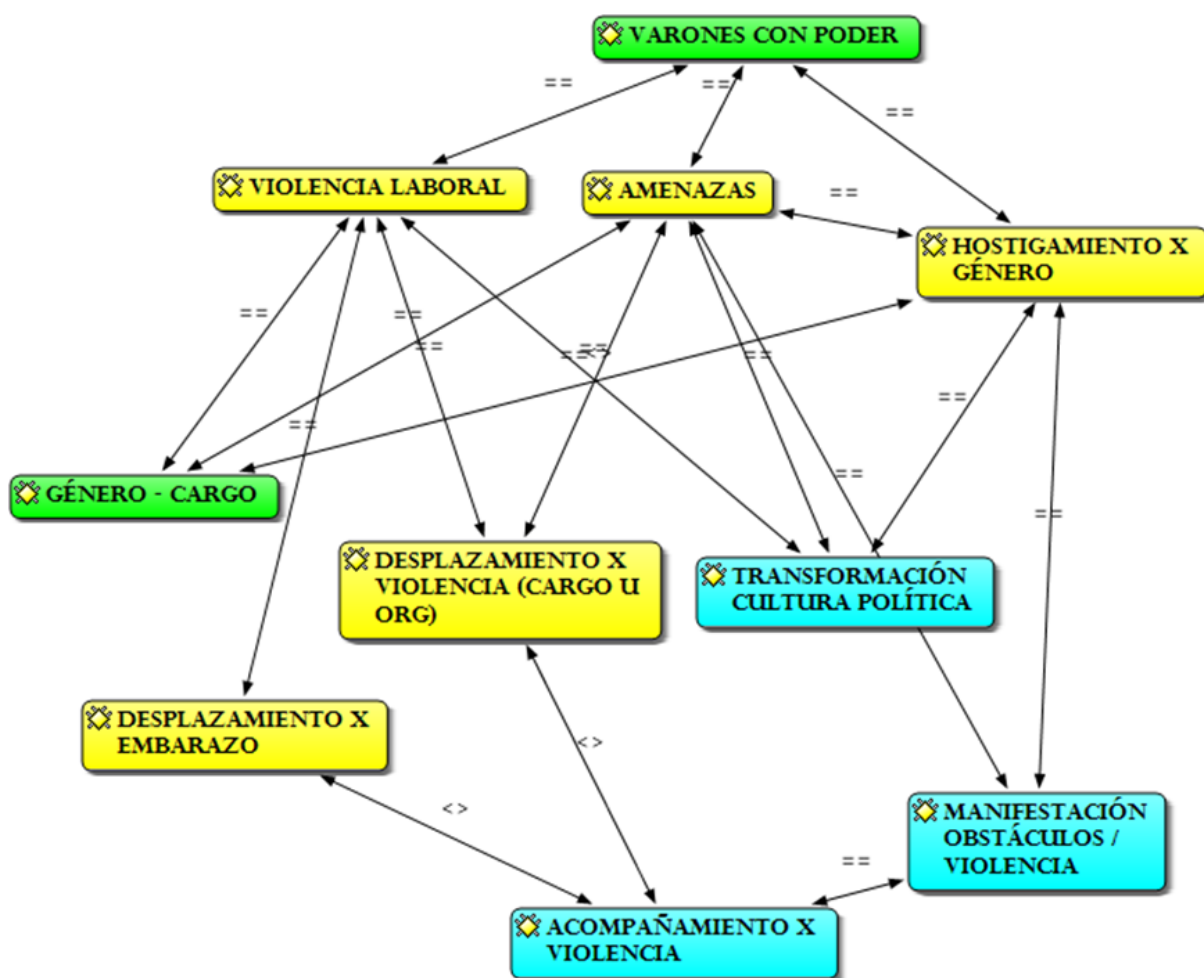 VARONES CON PODER
==
==
==
VIOLENCIA LABORAL
AMENAZAS
==
HOSTIGAMIENTO X
GÉNERO
==
==
==
==
==
<>
==
==
==
==
==
GÉNERO - CARGO
DESPLAZAMIENTO X
VIOLENCIA (CARGO U
ORG)
TRANSFORMACIÓN
CULTURA POLÍTICA
DESPLAZAMIENTO X
EMBARAZO
<>
<>
MANIFESTACIÓN
OBSTÁCULOS /
VIOLENCIA
==
ACOMPAÑAMIENTO X
VIOLENCIA